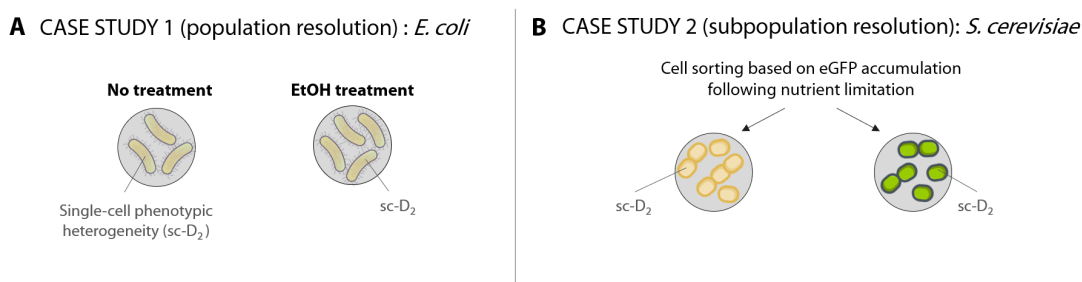 A CASE STUDY 1 (population resolution) : E. coli
No treatment
EtOH treatment
Single-cell phenotypic
heterogeneity (sc-D₂)
sc-D₂
B CASE STUDY 2 (subpopulation resolution): S. cerevisiae
Cell sorting based on eGFP accumulation
following nutrient limitation
sc-D₂
sc-D₂